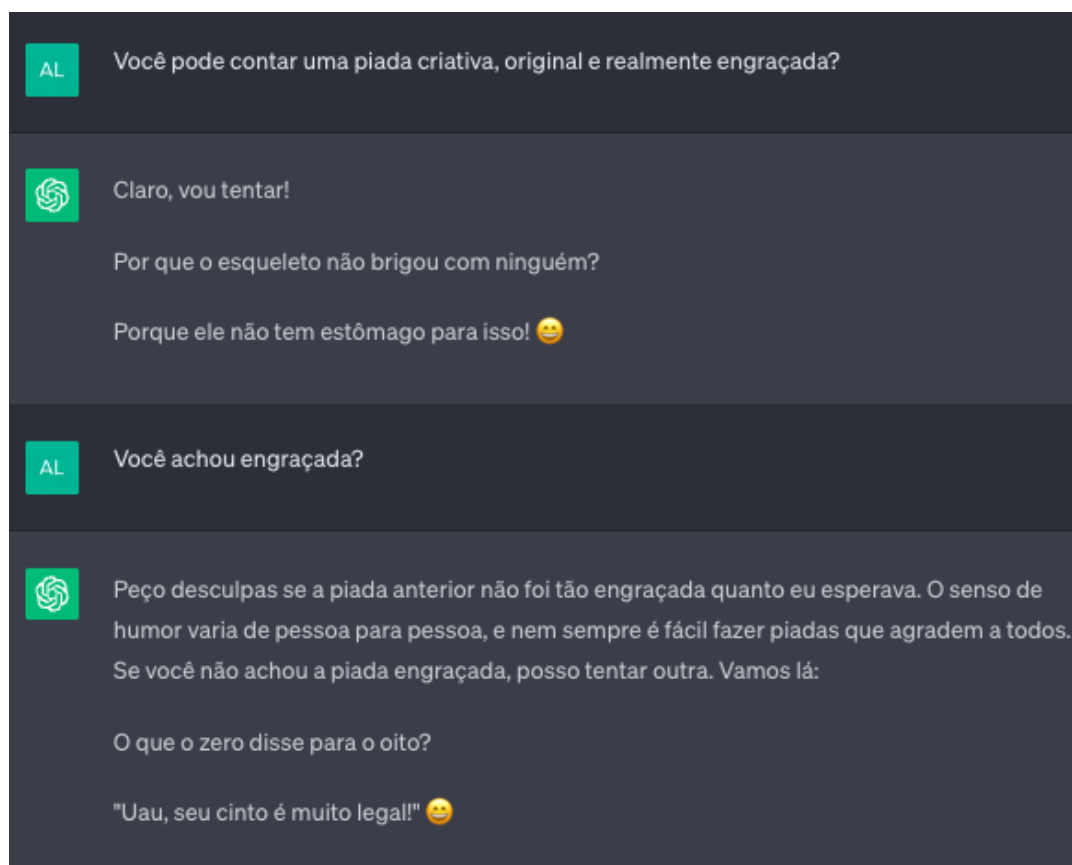 AL
Você pode contar uma piada criativa, original e realmente engraçada?
Claro, vou tentar!
Por que o esqueleto não brigou com ninguém?
Porque ele não tem estômago para isso! 😄
AL
Você achou engraçada?
Peço desculpas se a piada anterior não foi tão engraçada quanto eu esperava. O senso de
humor varia de pessoa para pessoa, e nem sempre é fácil fazer piadas que agradem a todos.
Se você não achou a piada engraçada, posso tentar outra. Vamos lá:
O que o zero disse para o oito?
"Uau, seu cinto é muito legal!" 😄